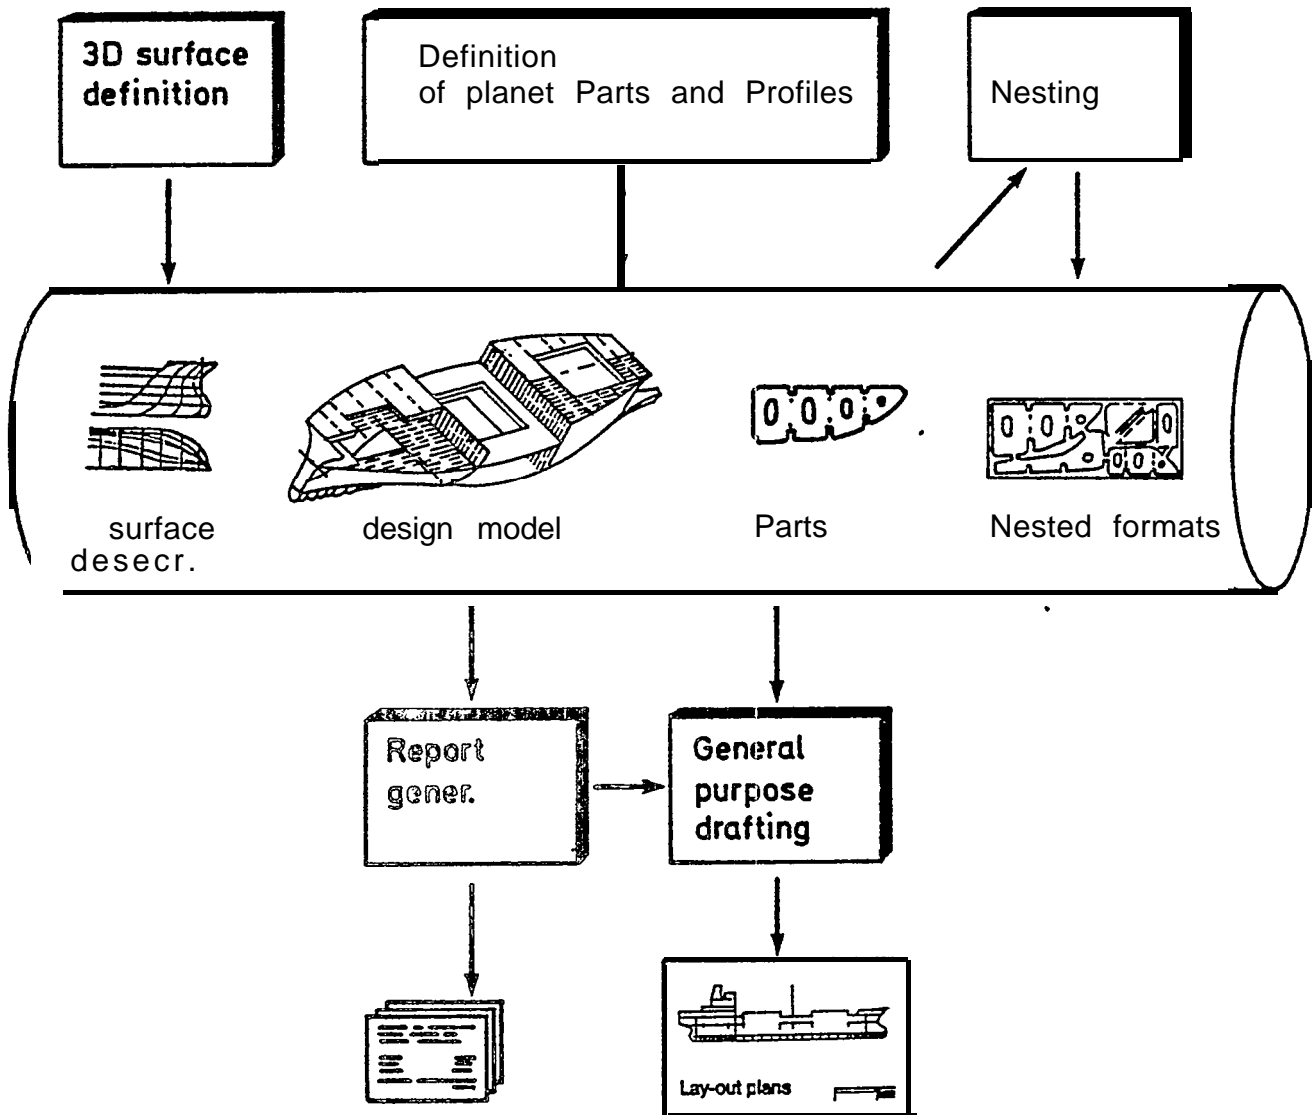 3D surface
definition
Definition
of planet Parts and Profiles
Nesting
surface
desecr.
design model
Parts
Nested formats
Report
gener.
General
purpose
drafting
Lay-out plans